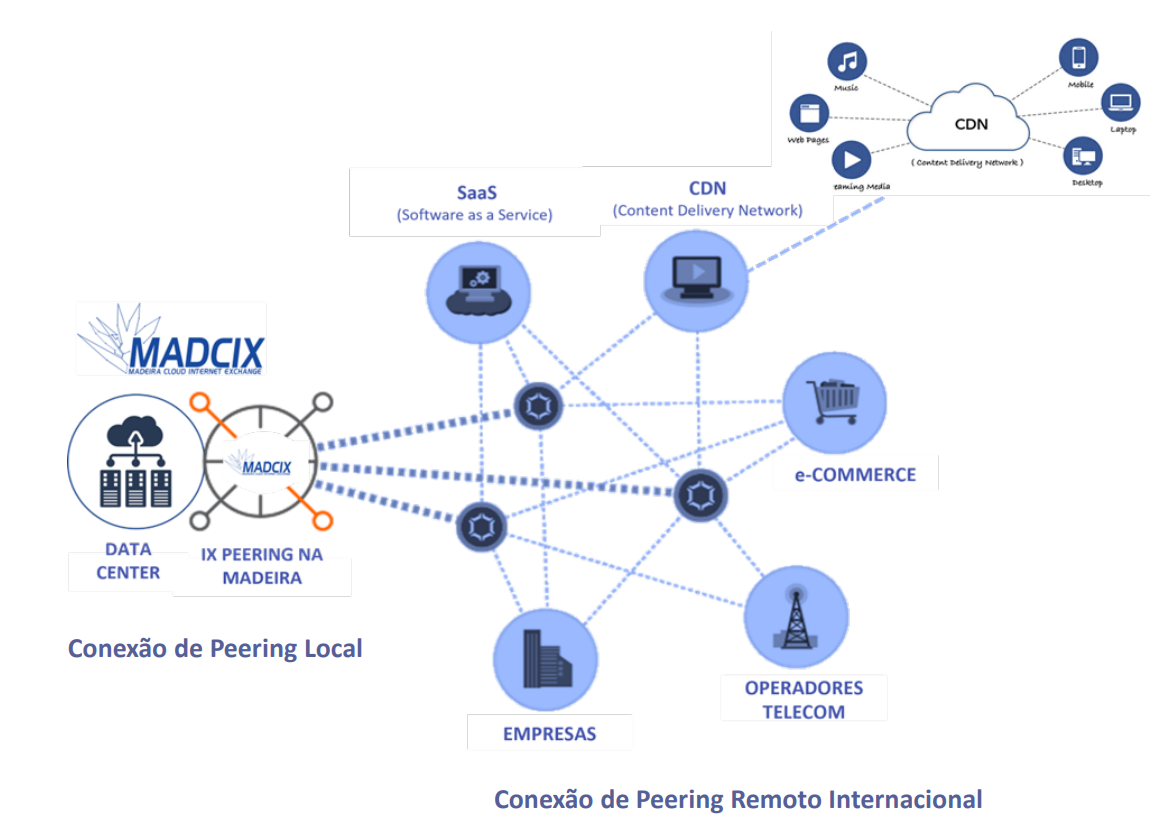 Music
Mobile
Web Pages
CDN
Laptop
( Content Delivery Network )
eaming Media
Desktop
SaaS
(Software as a Service)
CDN
(Content Delivery Network)
MADCIX
MADEIRA CLOUD INTERNET EXCHANGE
MADCIX
e-COMMERCE
DATA
CENTER
IX PEERING NA
MADEIRA
Conexão de Peering Local
OPERADORES
TELECOM
EMPRESAS
Conexão de Peering Remoto Internacional